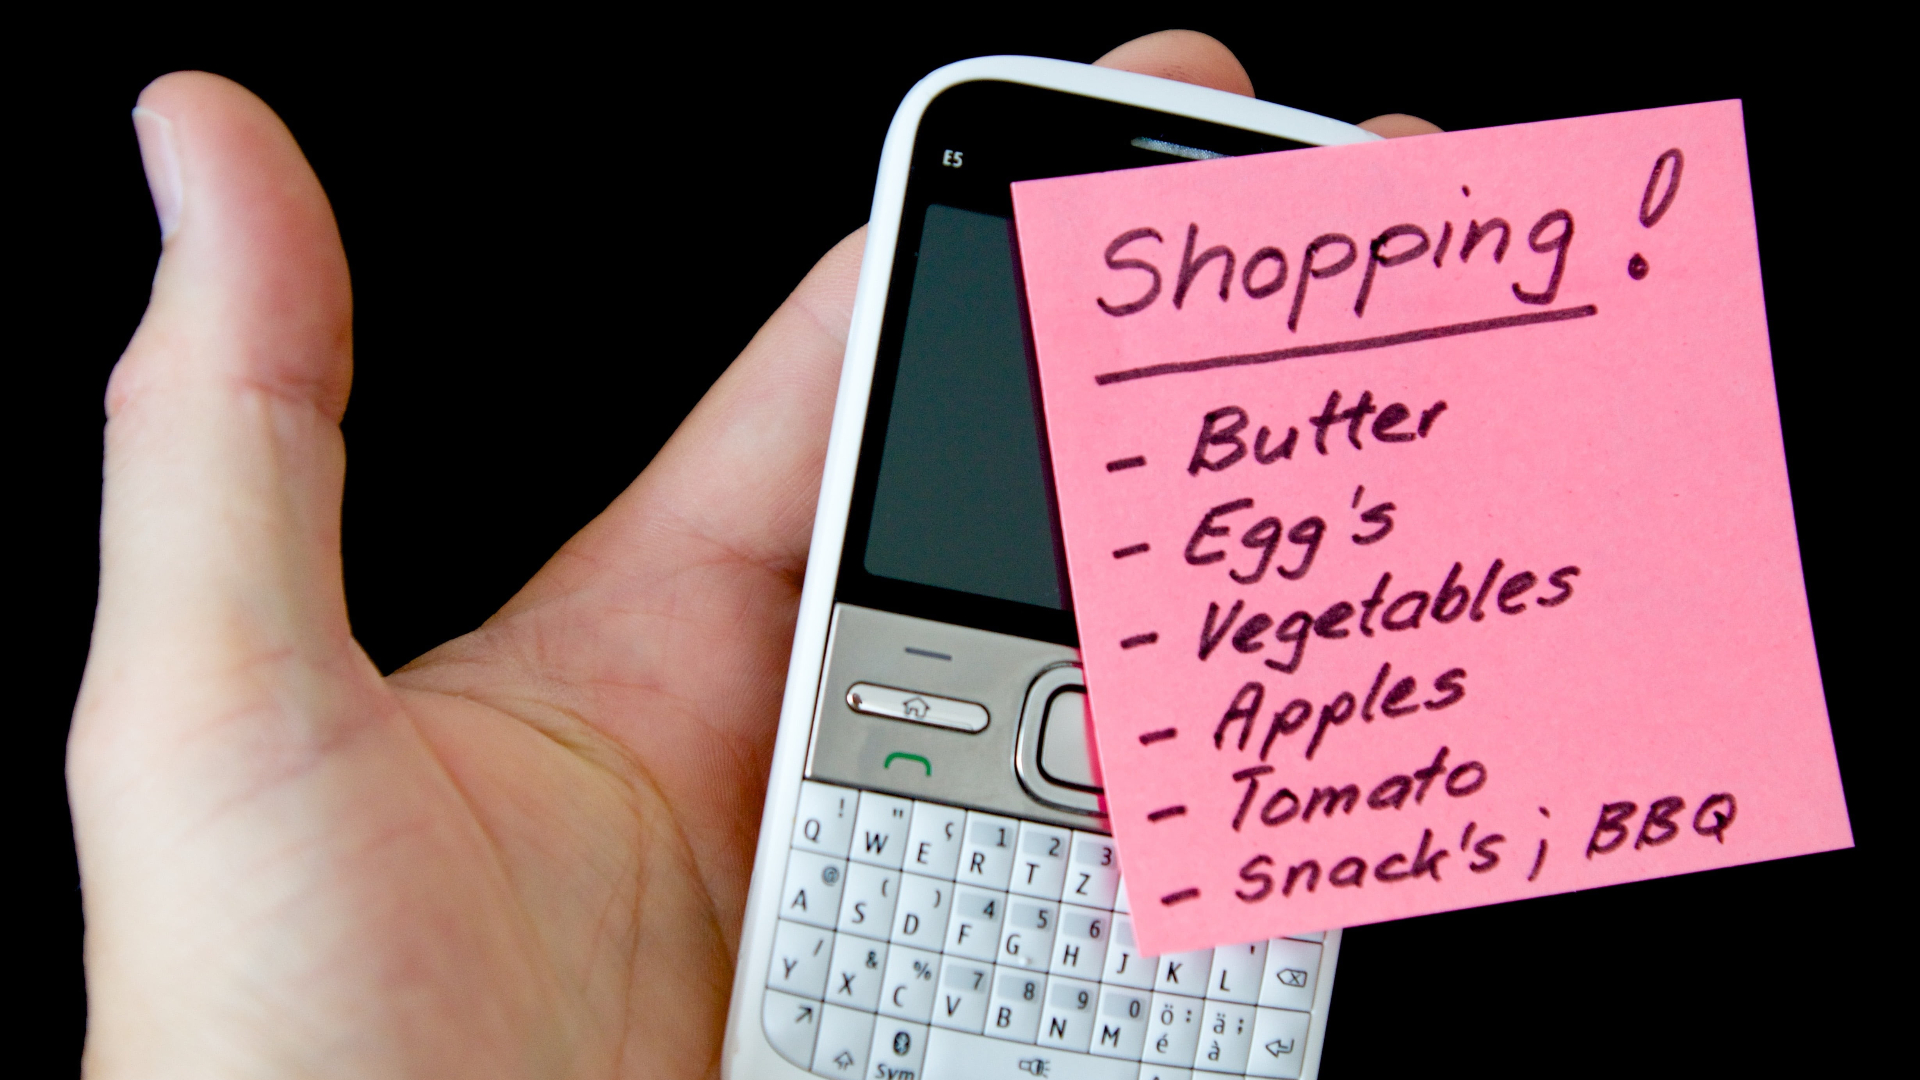 E5
Shopping !
- Butter
- Egg's
- Vegetables
- Apples
- Tomato
- Snack's ; BBQ
! " ç 1 2 3
Q W E R T Z
@ ( ) 4 5 6 '
A S D F G H J K L
/ & % 7 8 9 0 ö : ä ;
Y X C V B N M é à
Sym